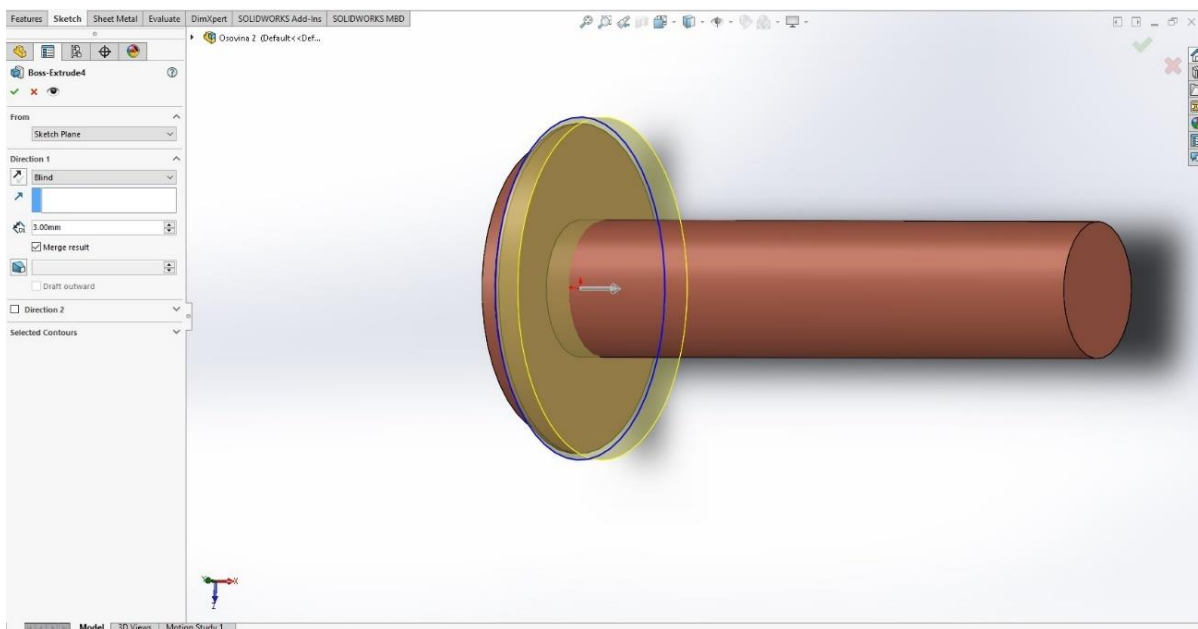 Features Sketch Sheet Metal Evaluate DimXpert SOLIDWORKS Add-Ins SOLIDWORKS MBD
Osovina 2 (Default<<Def...
Boss-Extrude4
From
Sketch Plane
Direction 1
Blind
3.00mm
Merge result
Draft outward
Direction 2
Selected Contours
X
Z
Model 3D Views Motion Study 1